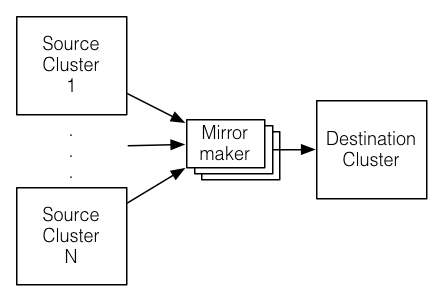 Source
Cluster
1
.
.
.
Source
Cluster
N
Mirror
maker
Destination
Cluster